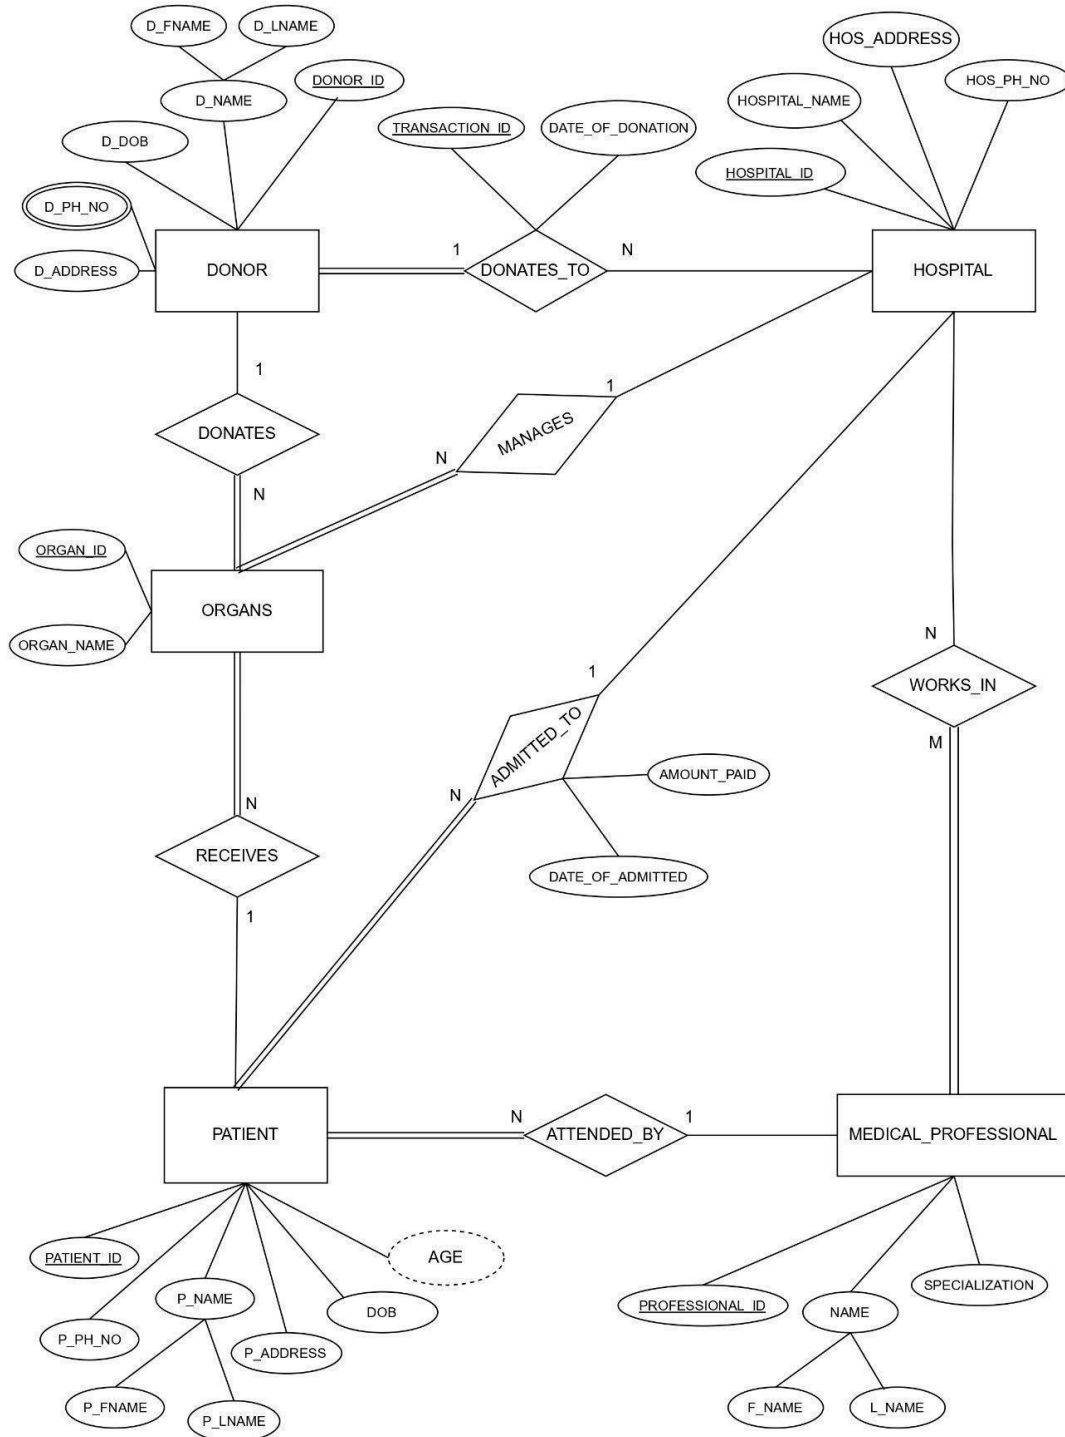 D_FNAME
D_LNAME
D_NAME
DONOR_ID
D_DOB
D_PH_NO
D_ADDRESS
DONOR
TRANSACTION_ID
DATE_OF_DONATION
1
DONATES_TO
N
HOS_ADDRESS
HOSPITAL_NAME
HOS_PH_NO
HOSPITAL_ID
HOSPITAL
1
DONATES
N
1
MANAGES
N
ORGAN_ID
ORGANS
ORGAN_NAME
N
RECEIVES
1
1
ADMITTED_TO
N
AMOUNT_PAID
DATE_OF_ADMITTED
N
WORKS_IN
M
PATIENT
N
ATTENDED_BY
1
MEDICAL_PROFESSIONAL
PATIENT_ID
P_PH_NO
P_NAME
P_FNAME
P_LNAME
P_ADDRESS
DOB
AGE
PROFESSIONAL_ID
NAME
SPECIALIZATION
F_NAME
L_NAME